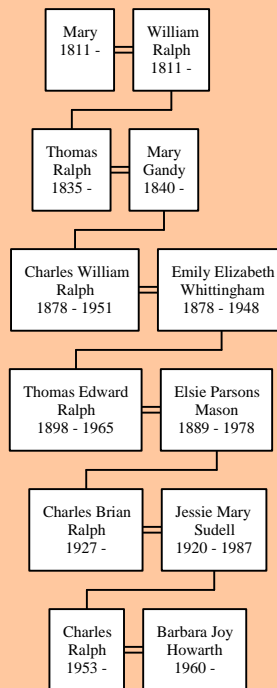 Mary
1811 -
William
Ralph
1811 -
Thomas
Ralph
1835 -
Mary
Gandy
1840 -
Charles William
Ralph
1878 - 1951
Emily Elizabeth
Whittingham
1878 - 1948
Thomas Edward
Ralph
1898 - 1965
Elsie Parsons
Mason
1889 - 1978
Charles Brian
Ralph
1927 -
Jessie Mary
Sudell
1920 - 1987
Charles
Ralph
1953 -
Barbara Joy
Howarth
1960 -